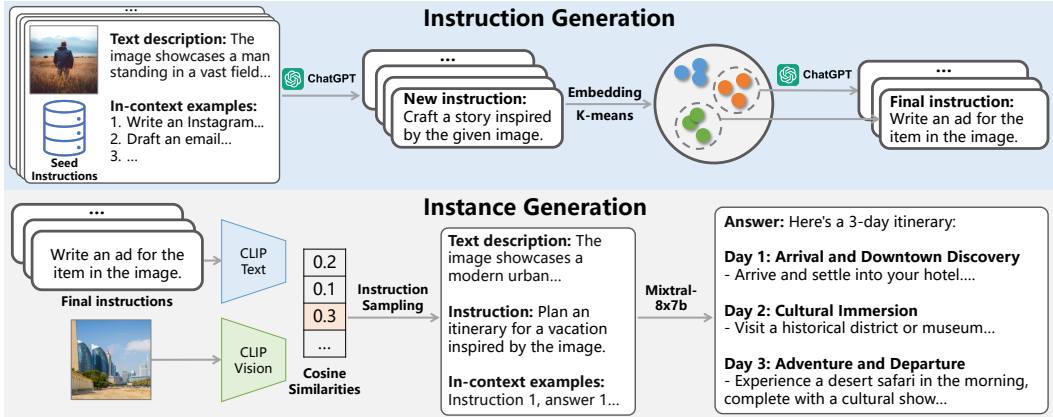 Instruction Generation
Text description: The
image showcases a man
standing in a vast field...
In-context examples:
1. Write an Instagram...
2. Draft an email...
3. ...
Seed
Instructions
ChatGPT
...
New instruction:
Craft a story inspired
by the given image.
Embedding
K-means
ChatGPT
...
Final instruction:
Write an ad for the
item in the image.
Instance Generation
...
Write an ad for the
item in the image.
Final instructions
CLIP
Text
CLIP
Vision
0.2
0.1
0.3
...
Cosine
Similarities
Instruction
Sampling
Text description: The
image showcases a
modern urban...
Instruction: Plan an
itinerary for a vacation
inspired by the image.
In-context examples:
Instruction 1, answer 1...
Mixtral-
8x7b
Answer: Here's a 3-day itinerary:
Day 1: Arrival and Downtown Discovery
- Arrive and settle into your hotel....
Day 2: Cultural Immersion
- Visit a historical district or museum...
Day 3: Adventure and Departure
- Experience a desert safari in the morning,
complete with a cultural show...